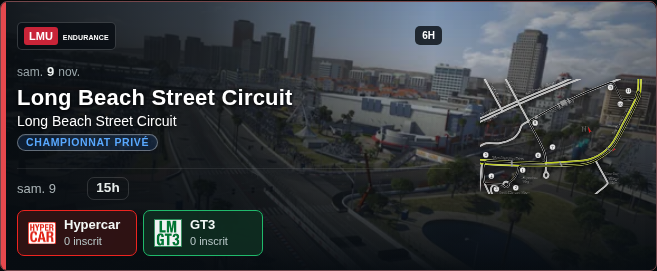 LMU ENDURANCE
6H
sam. 9 nov.
Long Beach Street Circuit
Long Beach Street Circuit
CHAMPIONNAT PRIVÉ
sam. 9 15h
HYPER CAR Hypercar
0 inscrit
LM GT3 GT3
0 inscrit